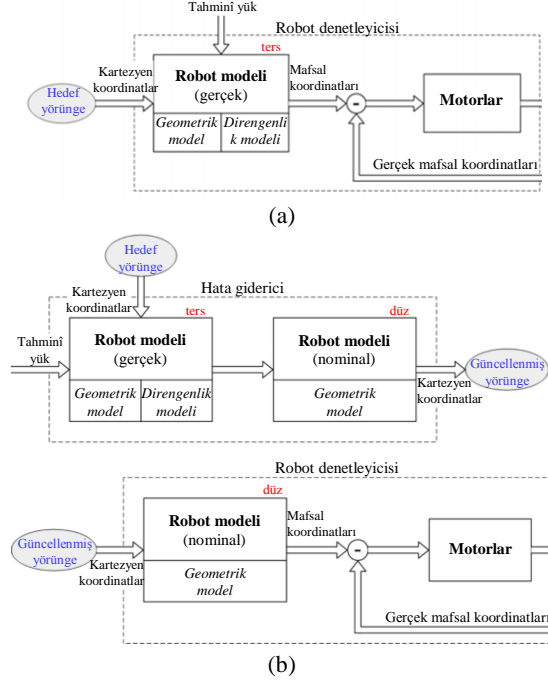 Tahminî yük
Robot denetleyicisi
ters
Kartezyen
koordinatlar
Hedef
yörünge
Robot modeli
(gerçek)
Geometrik
model
Direngenli
k modeli
Mafsal
koordinatları
-
Motorlar
Gerçek mafsal koordinatları
(a)
Hedef
yörünge
Hata giderici
Kartezyen
koordinatlar
ters
düz
Tahminî
yük
Robot modeli
(gerçek)
Geometrik
model
Direngenlik
modeli
Robot modeli
(nominal)
Geometrik
model
Kartezyen
koordinatlar
Güncellenmiş
yörünge
Robot denetleyicisi
düz
Güncellenmiş
yörünge
Kartezyen
koordinatlar
Robot modeli
(nominal)
Geometrik
model
Mafsal
koordinatları
-
Motorlar
Gerçek mafsal koordinatları
(b)